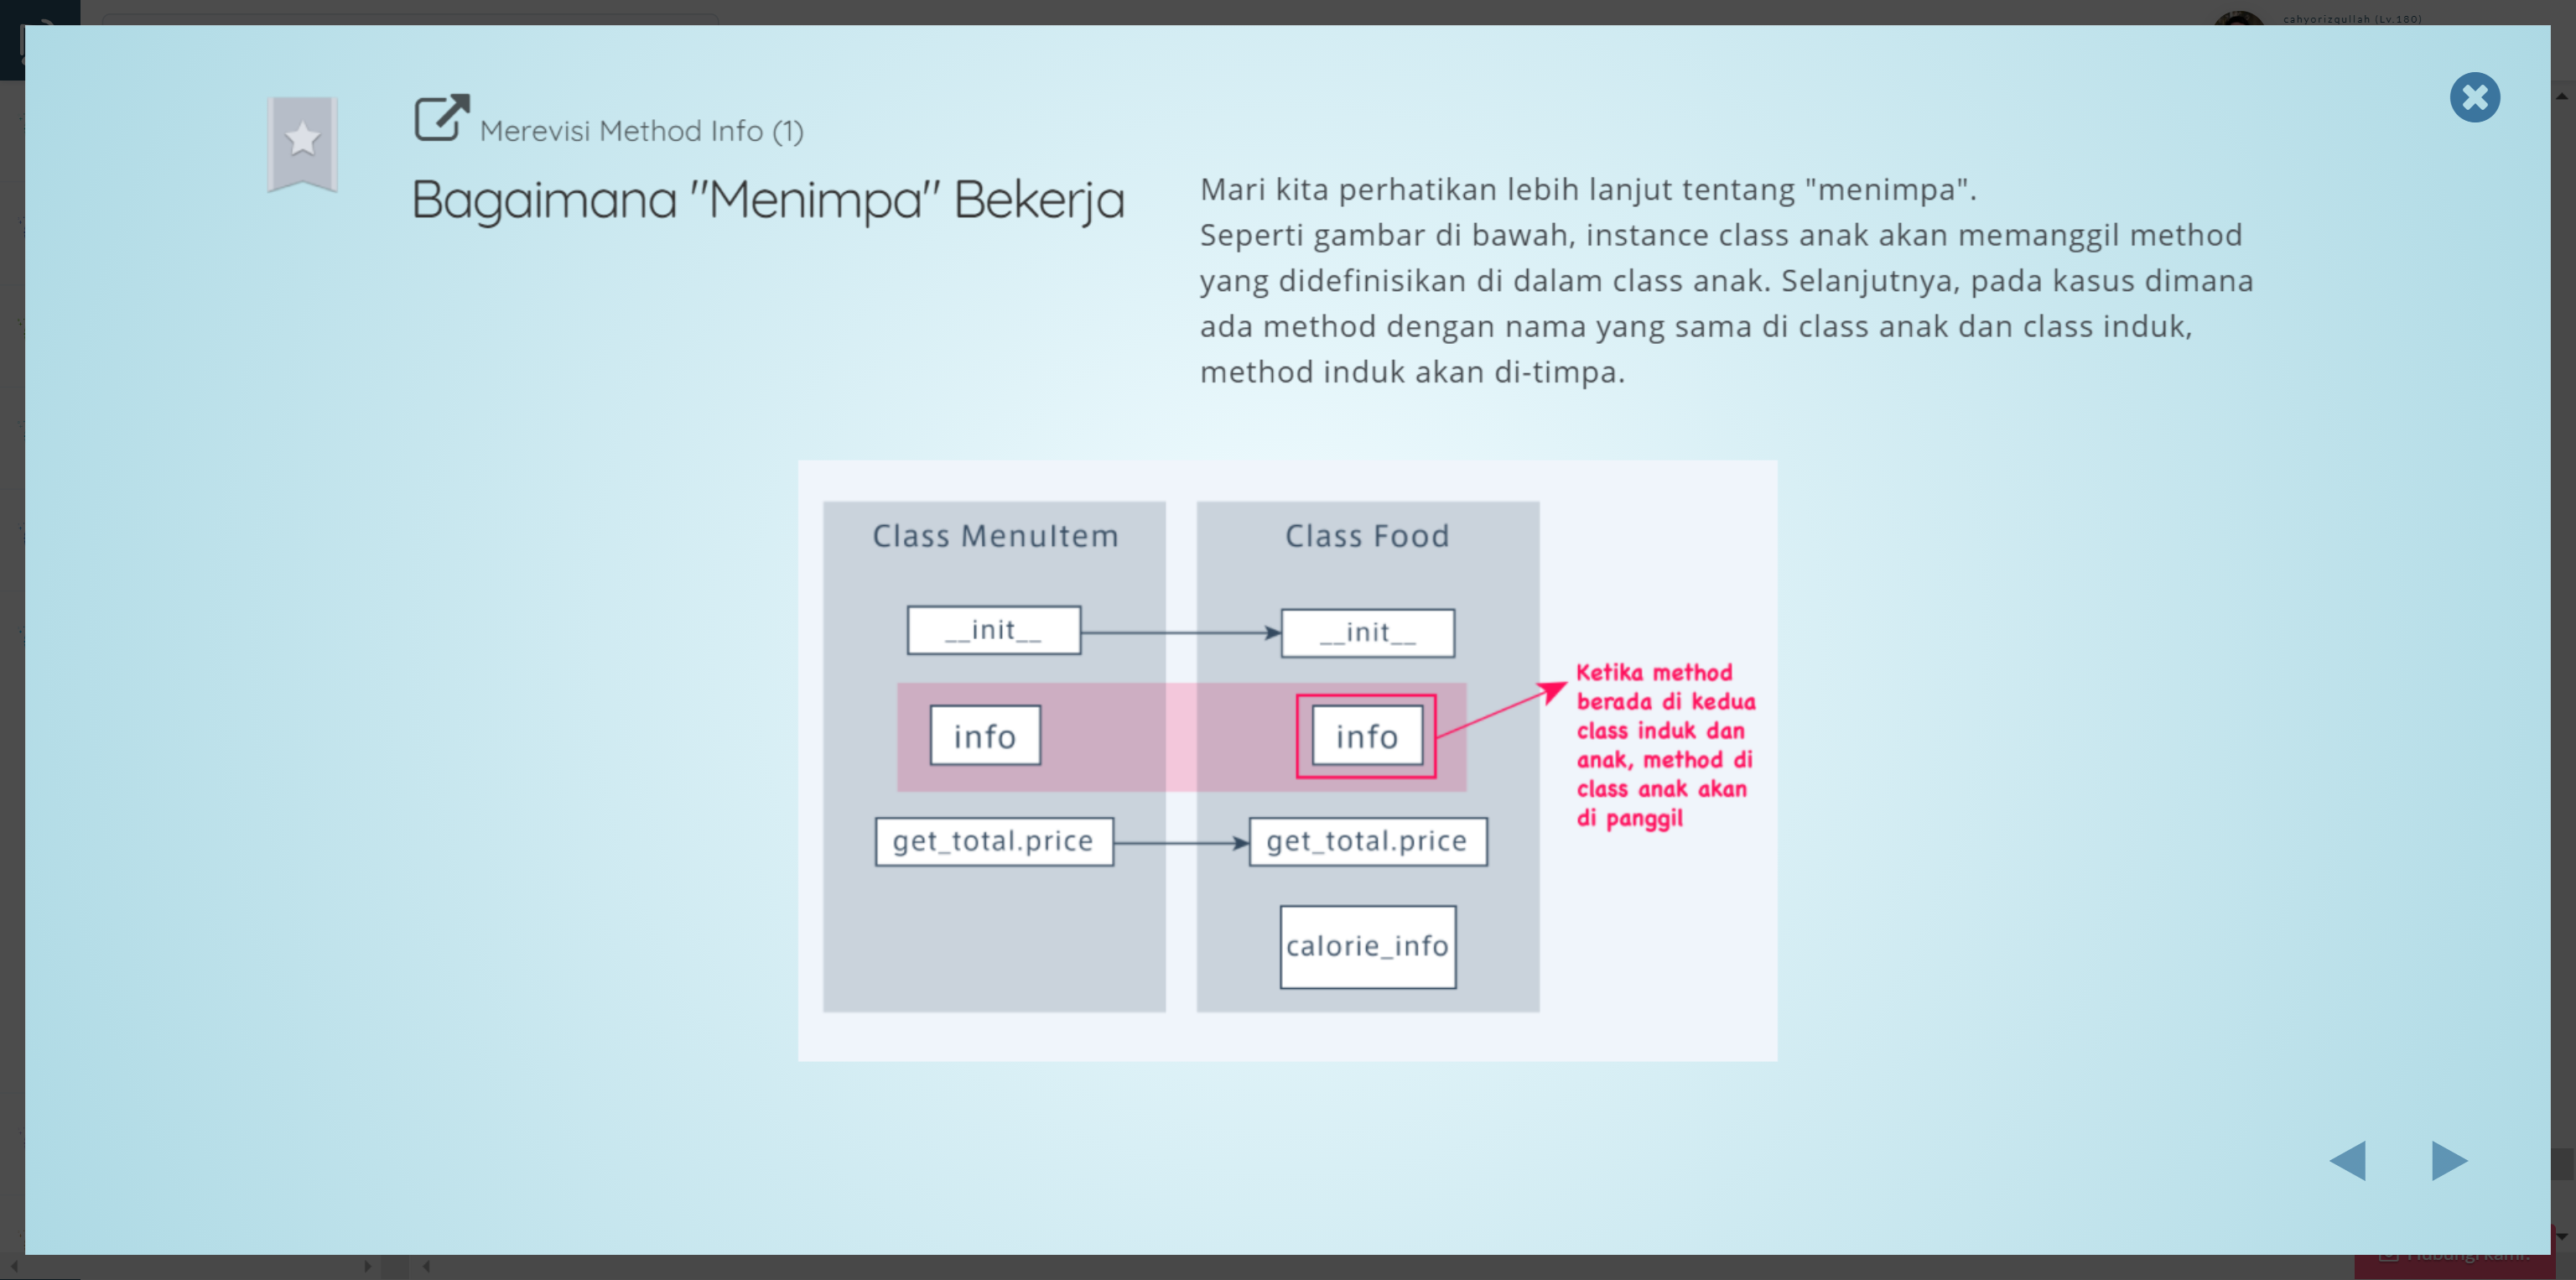 cahyorizqullah (Lv.180)
Merevisi Method Info (1)
Bagaimana "Menimpa" Bekerja
Mari kita perhatikan lebih lanjut tentang "menimpa".
Seperti gambar di bawah, instance class anak akan memanggil method
yang didefinisikan di dalam class anak. Selanjutnya, pada kasus dimana
ada method dengan nama yang sama di class anak dan class induk,
method induk akan di-timpa.
Class MenuItem
Class Food
__init__
__init__
info
info
get_total.price
get_total.price
calorie_info
Ketika method
berada di kedua
class induk dan
anak, method di
class anak akan
di panggil
Hubungi kami.